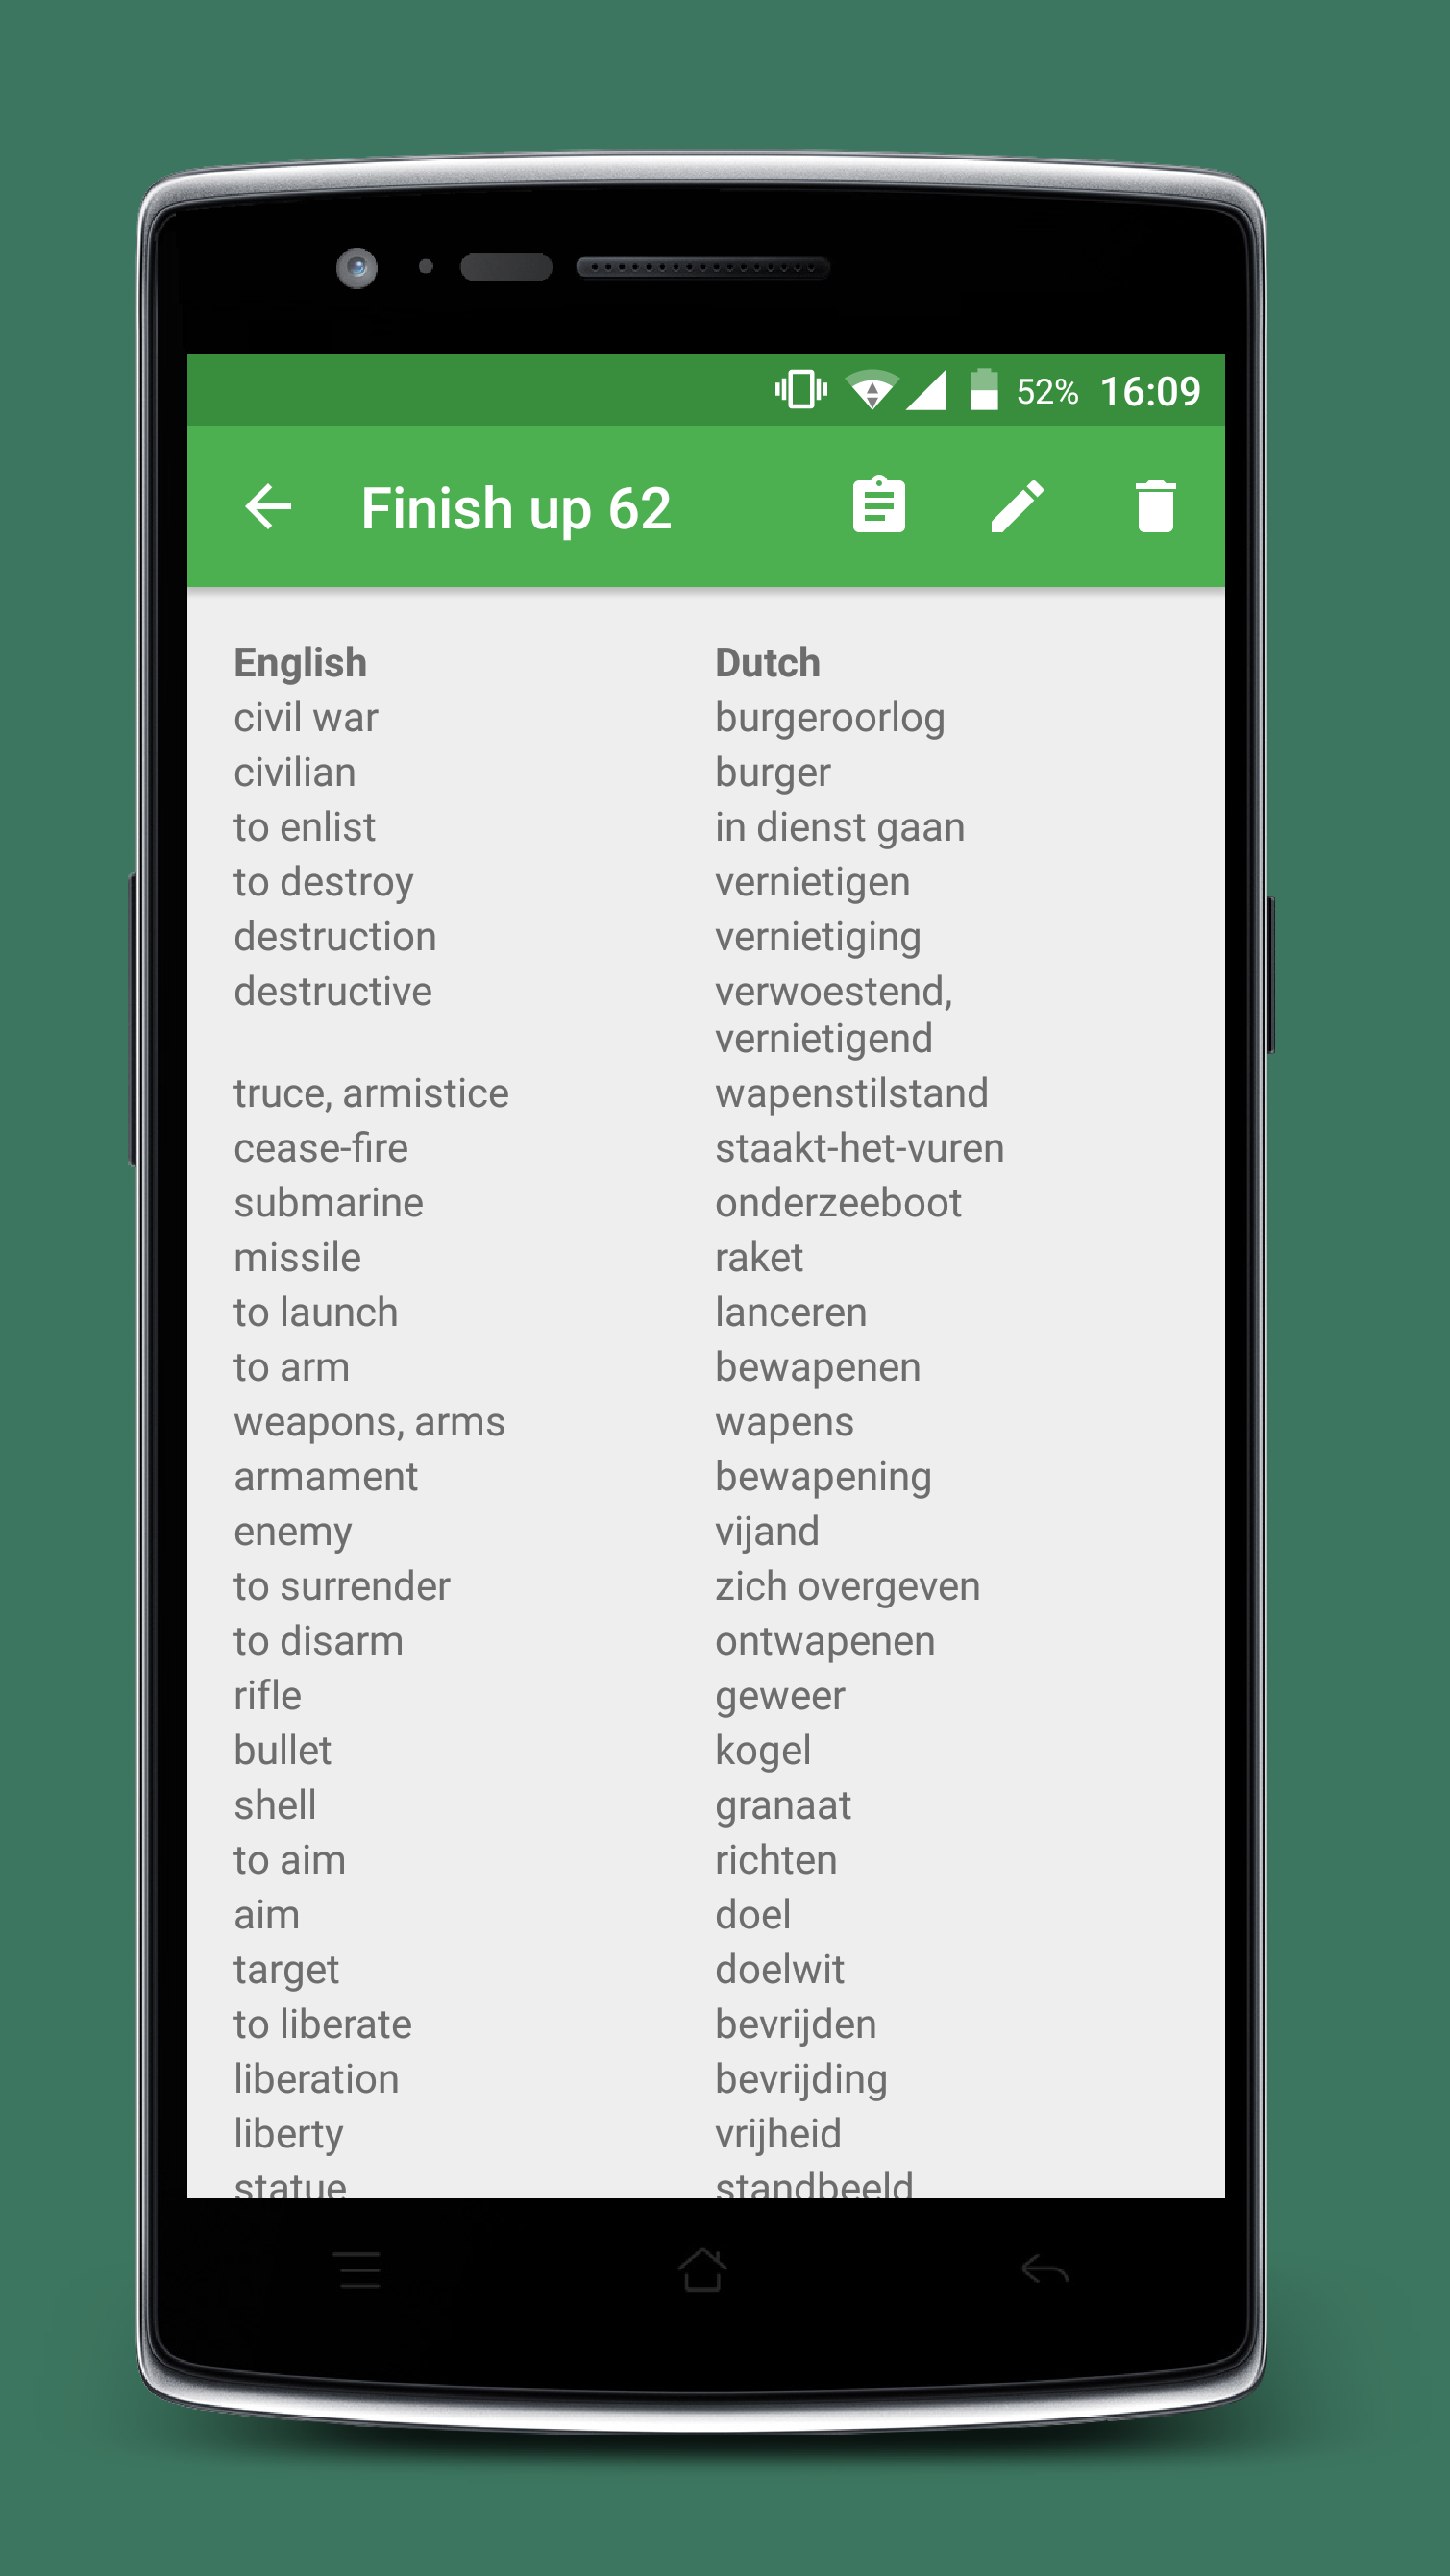 52% 16:09
Finish up 62
English Dutch
civil war burgeroorlog
civilian burger
to enlist in dienst gaan
to destroy vernietigen
destruction vernietiging
destructive verwoestend,
vernietigend
truce, armistice wapenstilstand
cease-fire staakt-het-vuren
submarine onderzeeboot
missile raket
to launch lanceren
to arm bewapenen
weapons, arms wapens
armament bewapening
enemy vijand
to surrender zich overgeven
to disarm ontwapenen
rifle geweer
bullet kogel
shell granaat
to aim richten
aim doel
target doelwit
to liberate bevrijden
liberation bevrijding
liberty vrijheid
statue standbeeld